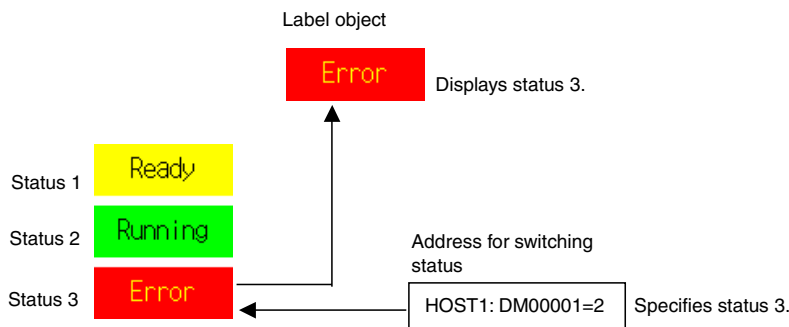 Label object
Error
Displays status 3.
Status 1
Ready
Status 2
Running
Status 3
Error
Address for switching
status
HOST1: DM00001=2
Specifies status 3.